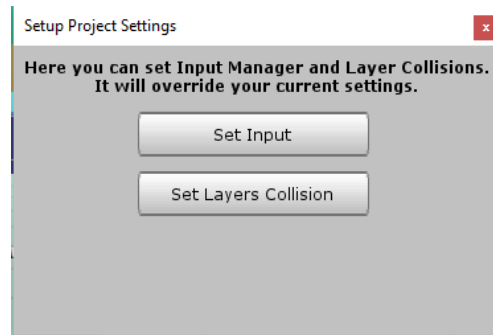 Setup Project Settings
x
Here you can set Input Manager and Layer Collisions.
It will override your current settings.
Set Input
Set Layers Collision